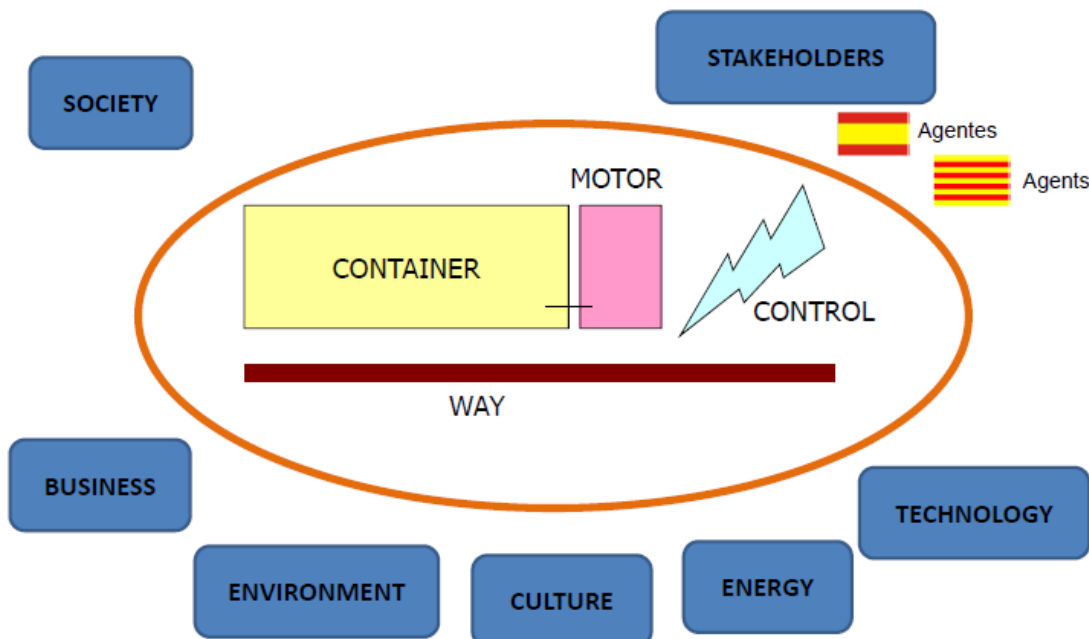 STAKEHOLDERS
SOCIETY
Agentes
Agents
MOTOR
CONTAINER
CONTROL
WAY
BUSINESS
TECHNOLOGY
ENVIRONMENT
CULTURE
ENERGY